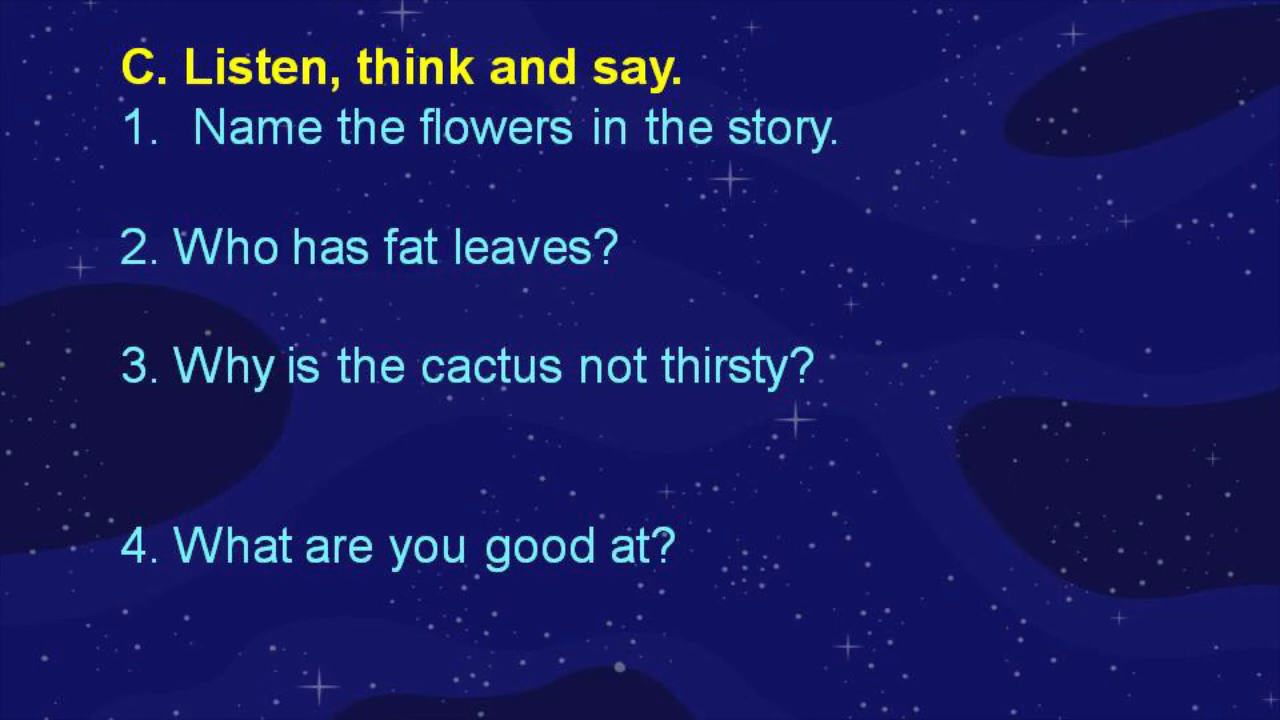 C. Listen, think and say.
1. Name the flowers in the story.
2. Who has fat leaves?
3. Why is the cactus not thirsty?
4. What are you good at?